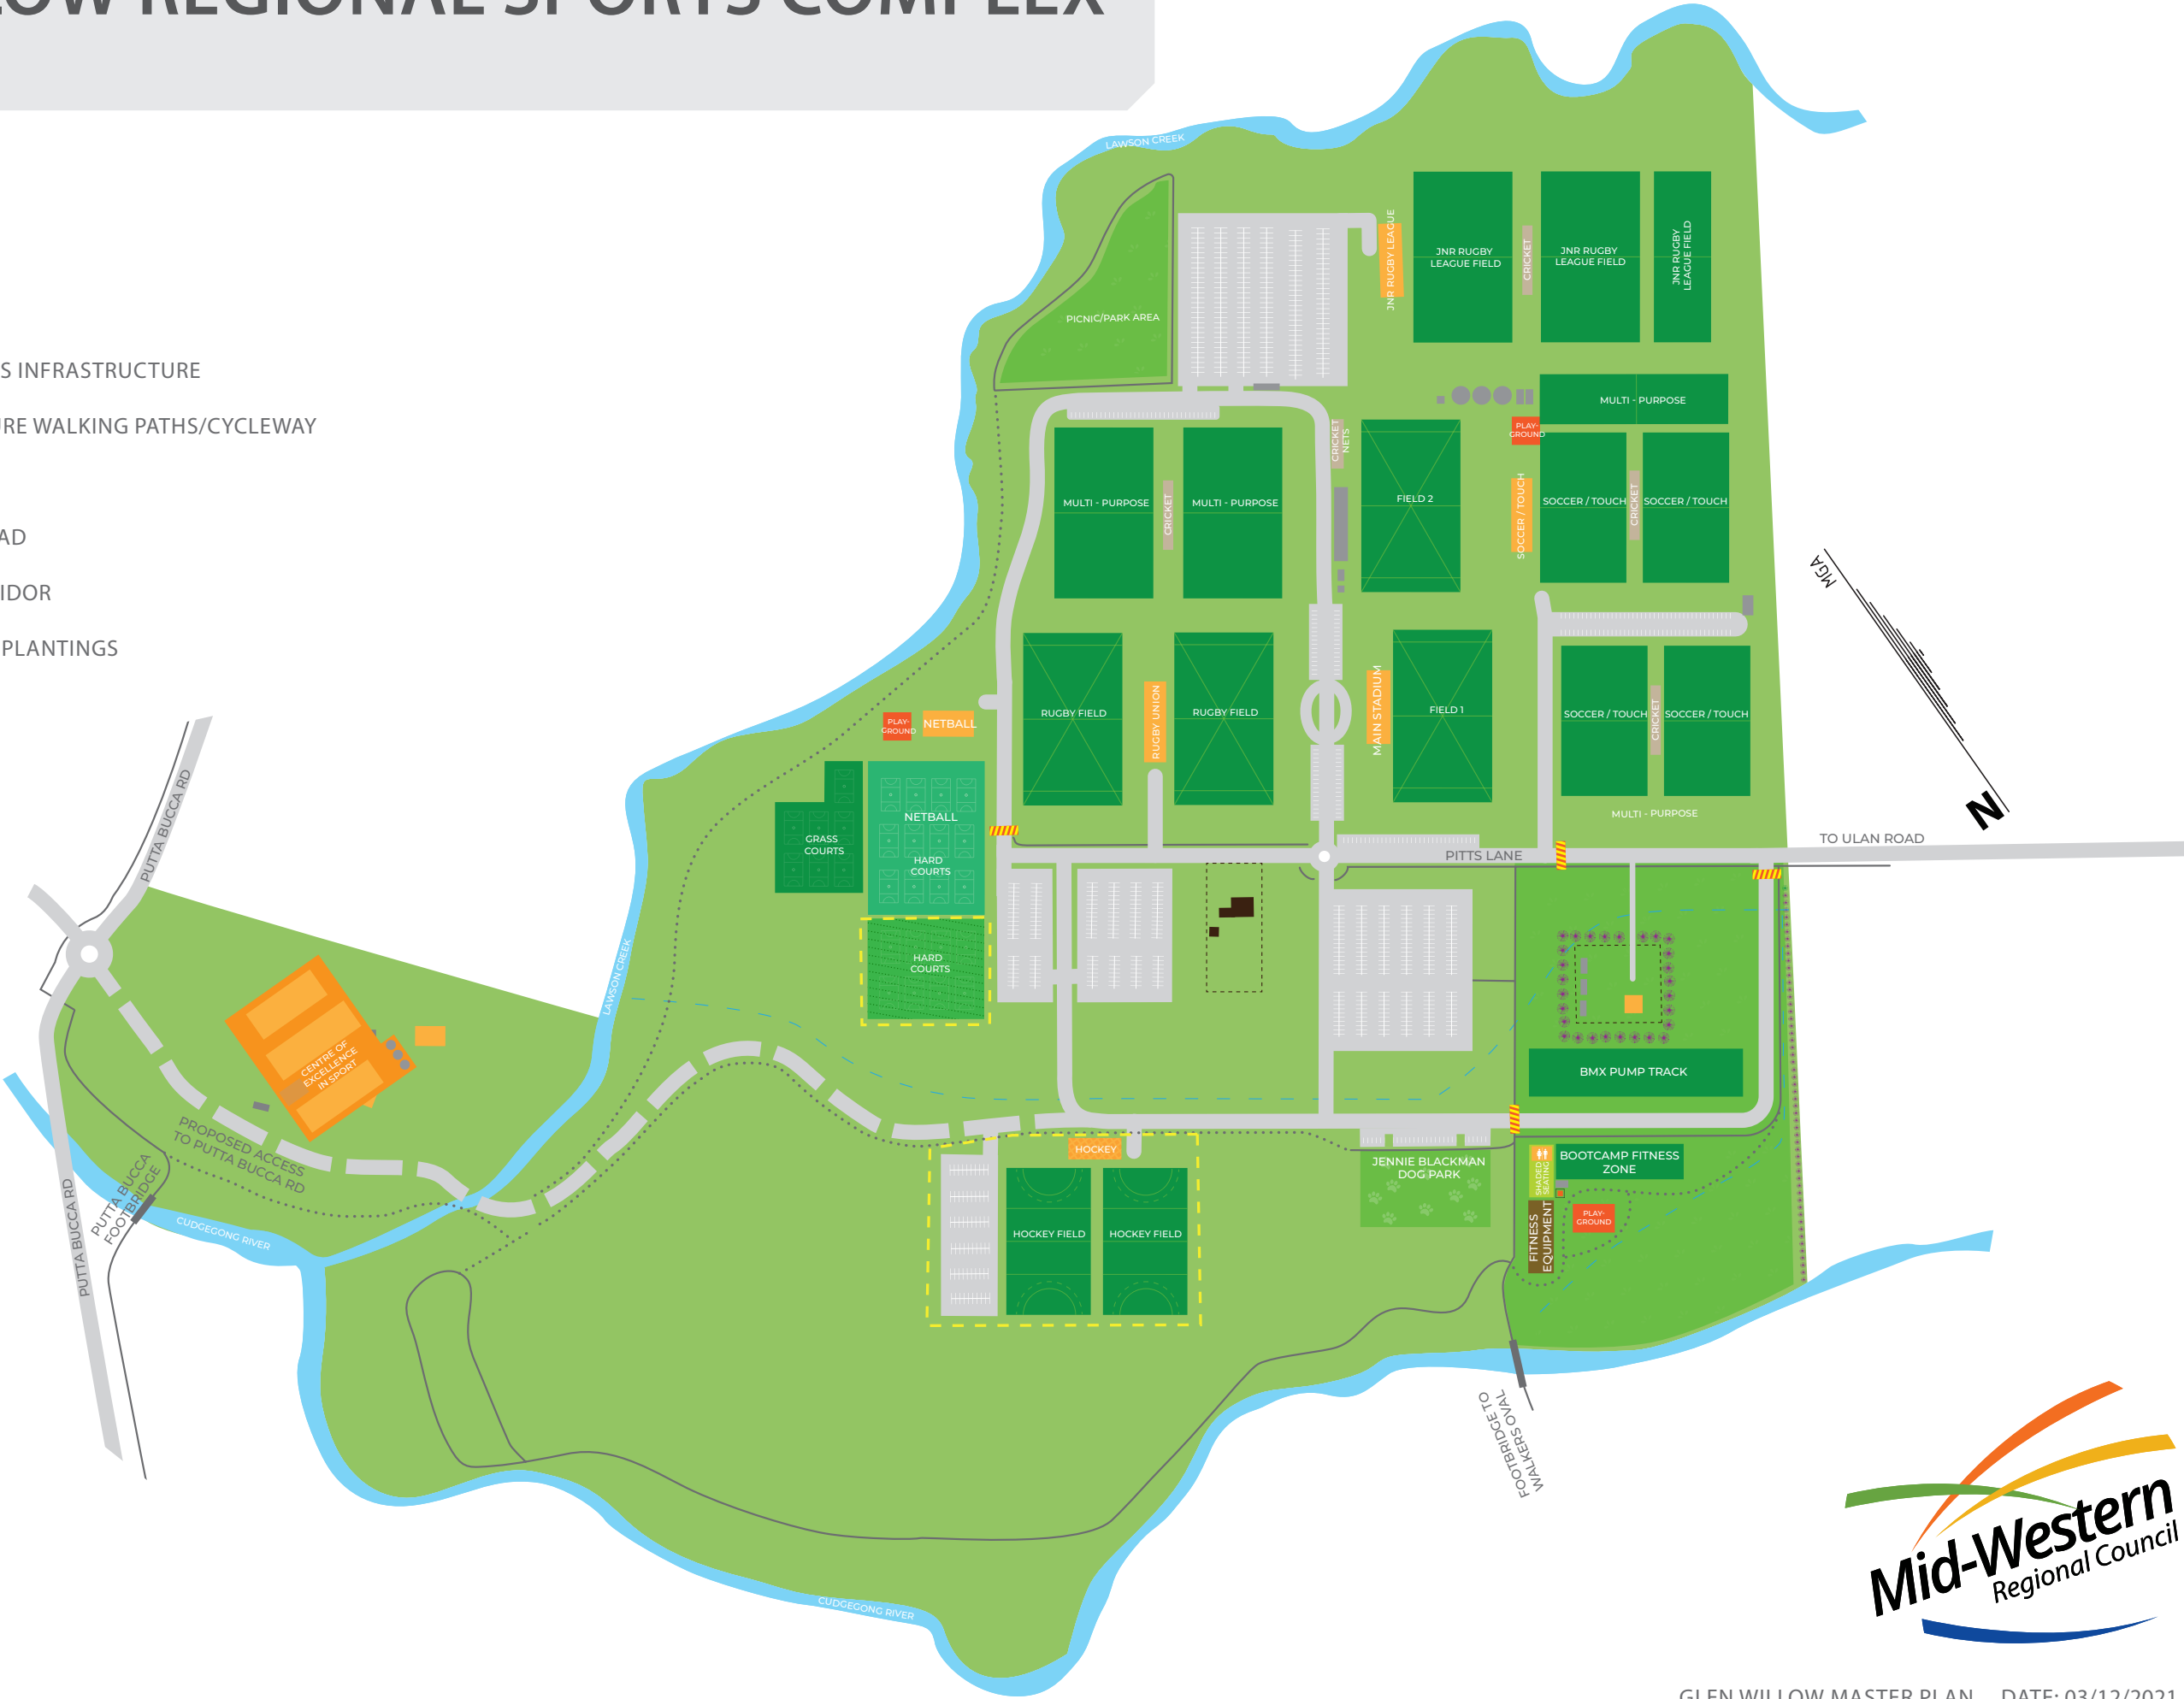 LOW REGIONAL SPORTS COMPLEX
S INFRASTRUCTURE
URE WALKING PATHS/CYCLEWAY
AD
IDOR
PLANTINGS
LAWSON CREEK
PICNIC/PARK AREA
JNR RUGBY LEAGUE
JNR RUGBY
LEAGUE FIELD
CRICKET
JNR RUGBY
LEAGUE FIELD
JNR RUGBY
LEAGUE FIELD
MULTI - PURPOSE
PLAY-
GROUND
MULTI - PURPOSE
CRICKET
MULTI - PURPOSE
CRICKET
NETS
FIELD 2
SOCCER / TOUCH
SOCCER / TOUCH
CRICKET
SOCCER / TOUCH
MGA
N
RUGBY FIELD
RUGBY UNION
RUGBY FIELD
MAIN STADIUM
FIELD 1
SOCCER / TOUCH
CRICKET
SOCCER / TOUCH
MULTI - PURPOSE
PLAY-
GROUND
NETBALL
NETBALL
GRASS
COURTS
HARD
COURTS
HARD
COURTS
PITTS LANE
TO ULAN ROAD
PUTTA BUCCA RD
LAWSON CREEK
CENTRE OF
EXCELLENCE
IN SPORT
PROPOSED ACCESS
TO PUTTA BUCCA RD
PUTTA BUCCA
FOOTBRIDGE
PUTTA BUCCA RD
CUDGEGONG RIVER
BMX PUMP TRACK
HOCKEY
HOCKEY FIELD
HOCKEY FIELD
JENNIE BLACKMAN
DOG PARK
SHADED
SEATING
BOOTCAMP FITNESS
ZONE
FITNESS
EQUIPMENT
PLAY-
GROUND
FOOTBRIDGE TO
WALKERS OVAL
CUDGEGONG RIVER
Mid-Western
Regional Council
GLEN WILLOW MASTER PLAN DATE: 03/12/2021